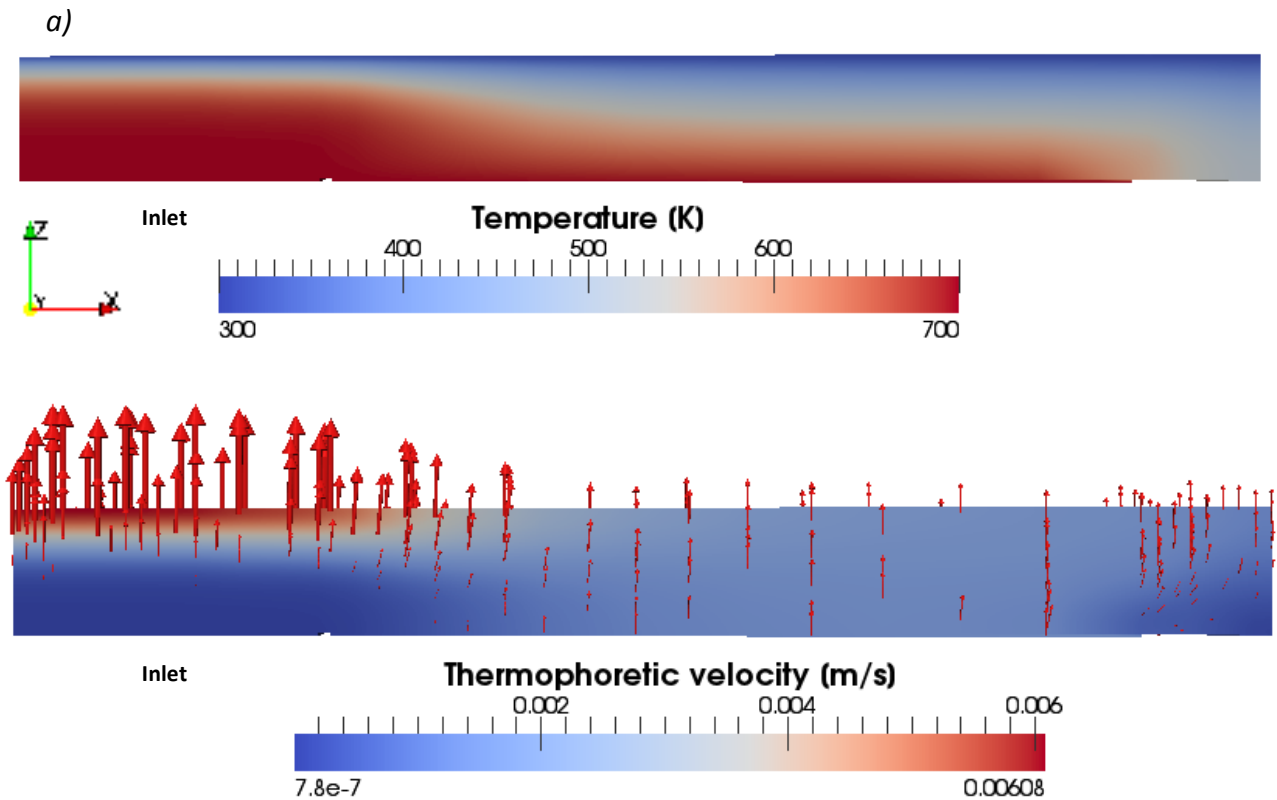 a)
Inlet
Temperature (K)
Z
400 500 600
Y X
300 700
Inlet
Thermophoretic velocity (m/s)
0.002 0.004 0.006
7.8e-7 0.00608